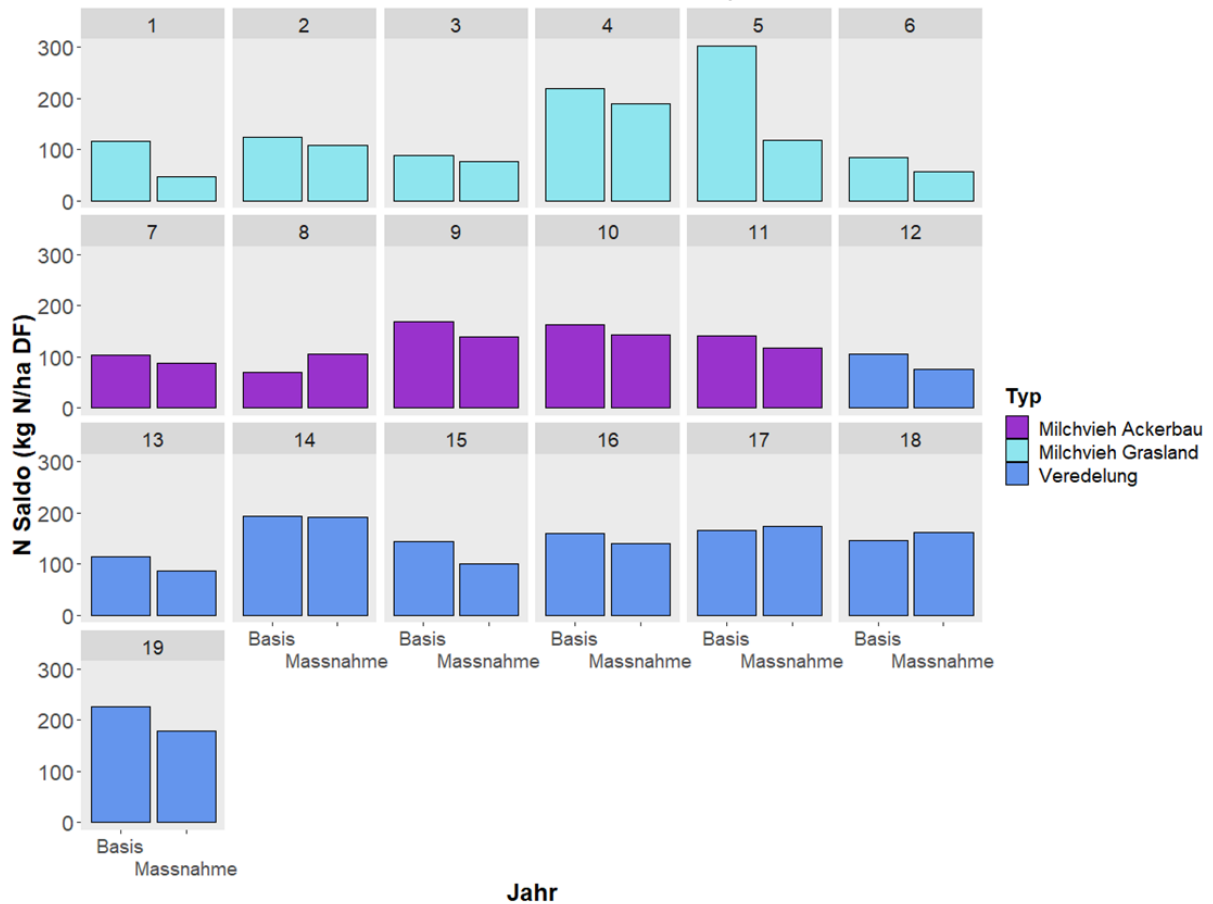 1 2 3 4 5 6
300
200
100
0
7 8 9 10 11 12
300
200
100
0
13 14 15 16 17 18
300
200
100
0
Basis Basis Basis Basis Basis
Massnahme Massnahme Massnahme Massnahme Massnahme
19
300
200
100
0
Basis
Massnahme
Jahr
N Saldo (kg N/ha DF)
Typ
Milchvieh Ackerbau
Milchvieh Grasland
Veredelung